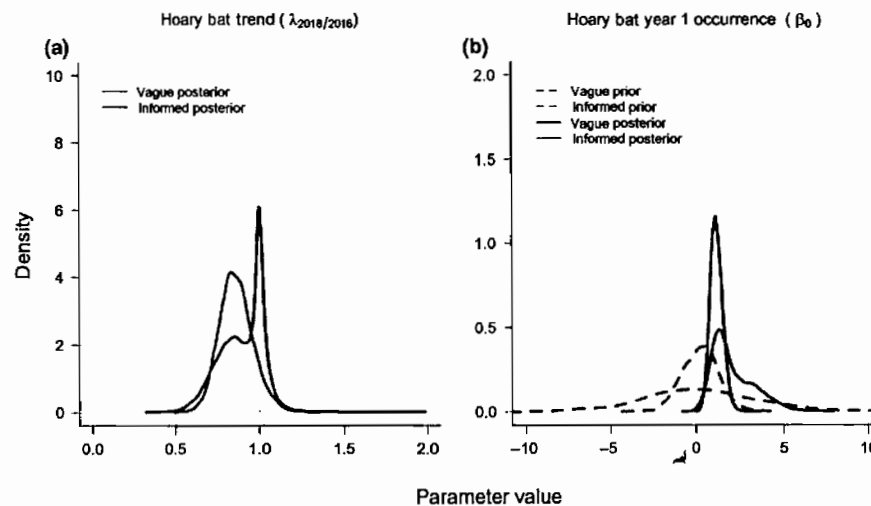 Hoary bat trend ( λ2018/2016)
Hoary bat year 1 occurrence ( β0 )
(a)
(b)
Vague posterior
Informed posterior
Vague prior
Informed prior
Vague posterior
Informed posterior
Density
10
8
6
4
2
0
0.0 0.5 1.0 1.5 2.0
2.0
1.5
1.0
0.5
0.0
−10 −5 0 5 10
Parameter value